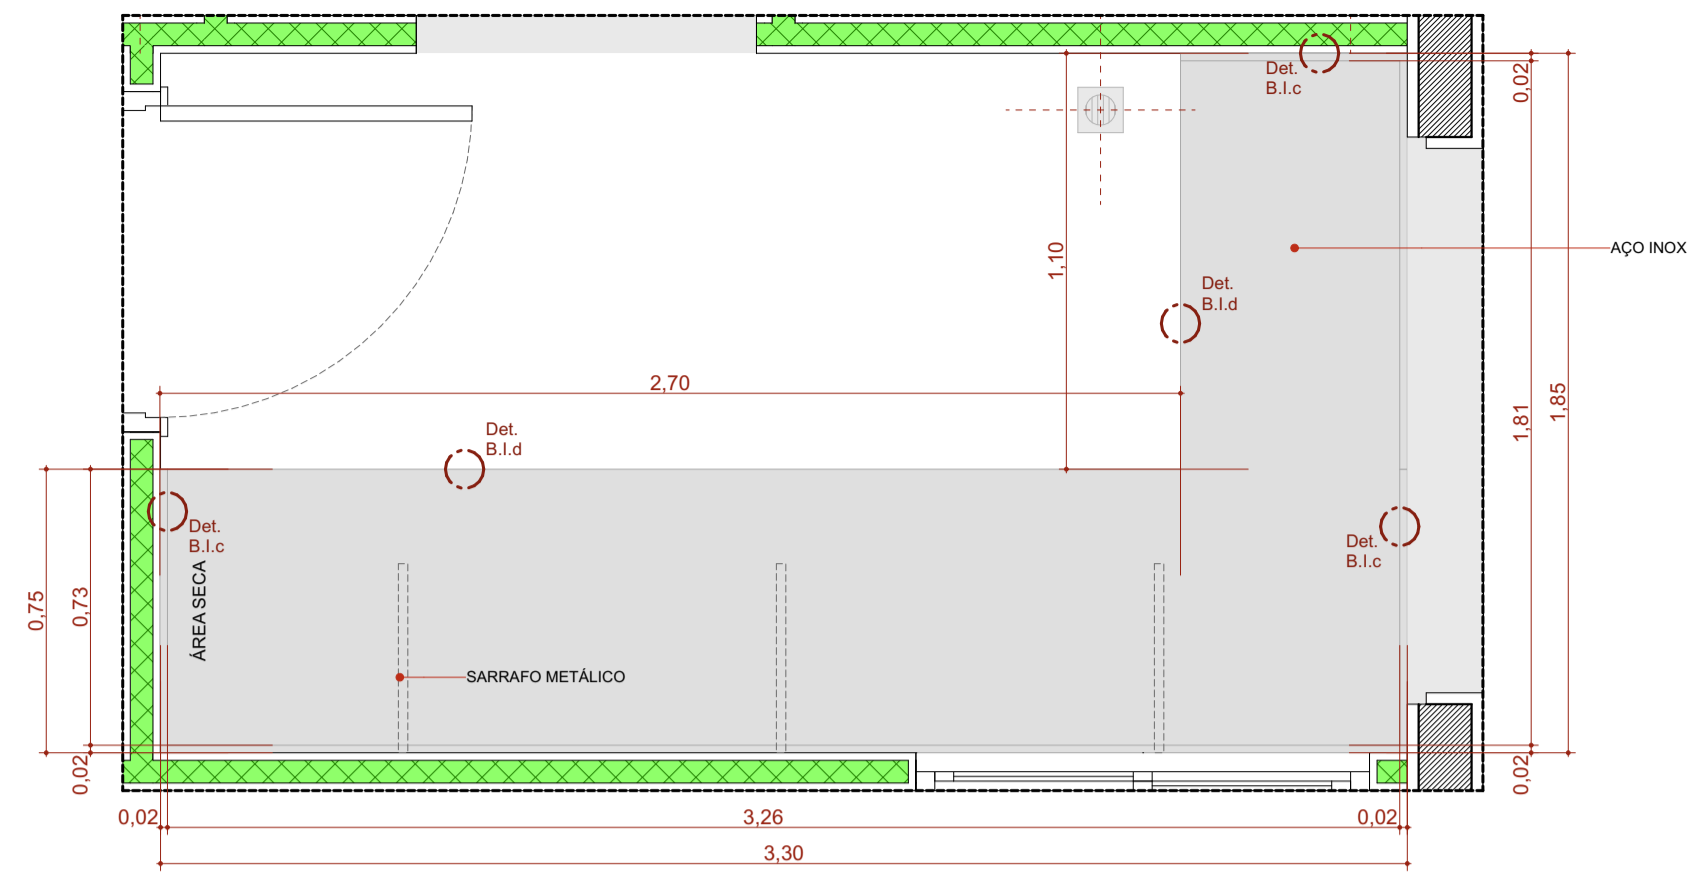 Det.
B.I.c
0,02
AÇO INOX
1,10
Det.
B.I.d
2,70
1,81
1,85
Det.
B.I.d
Det.
B.I.c
Det.
B.I.c
ÁREA SECA
0,75
0,73
SARRAFO METÁLICO
0,02
0,02
0,02
3,26
0,02
3,30